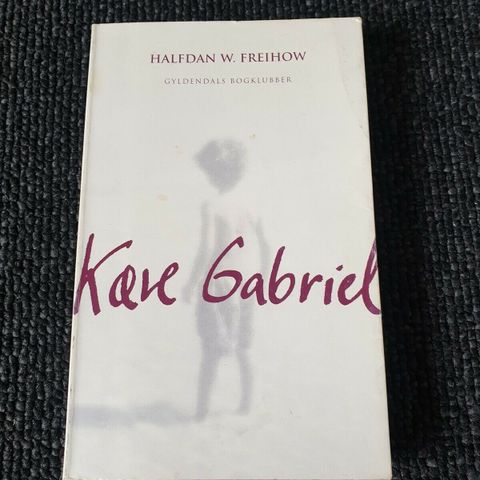 HALFDAN W. FREIHOW
GYLDENDALS BOGKLUBBER
Kære Gabriel